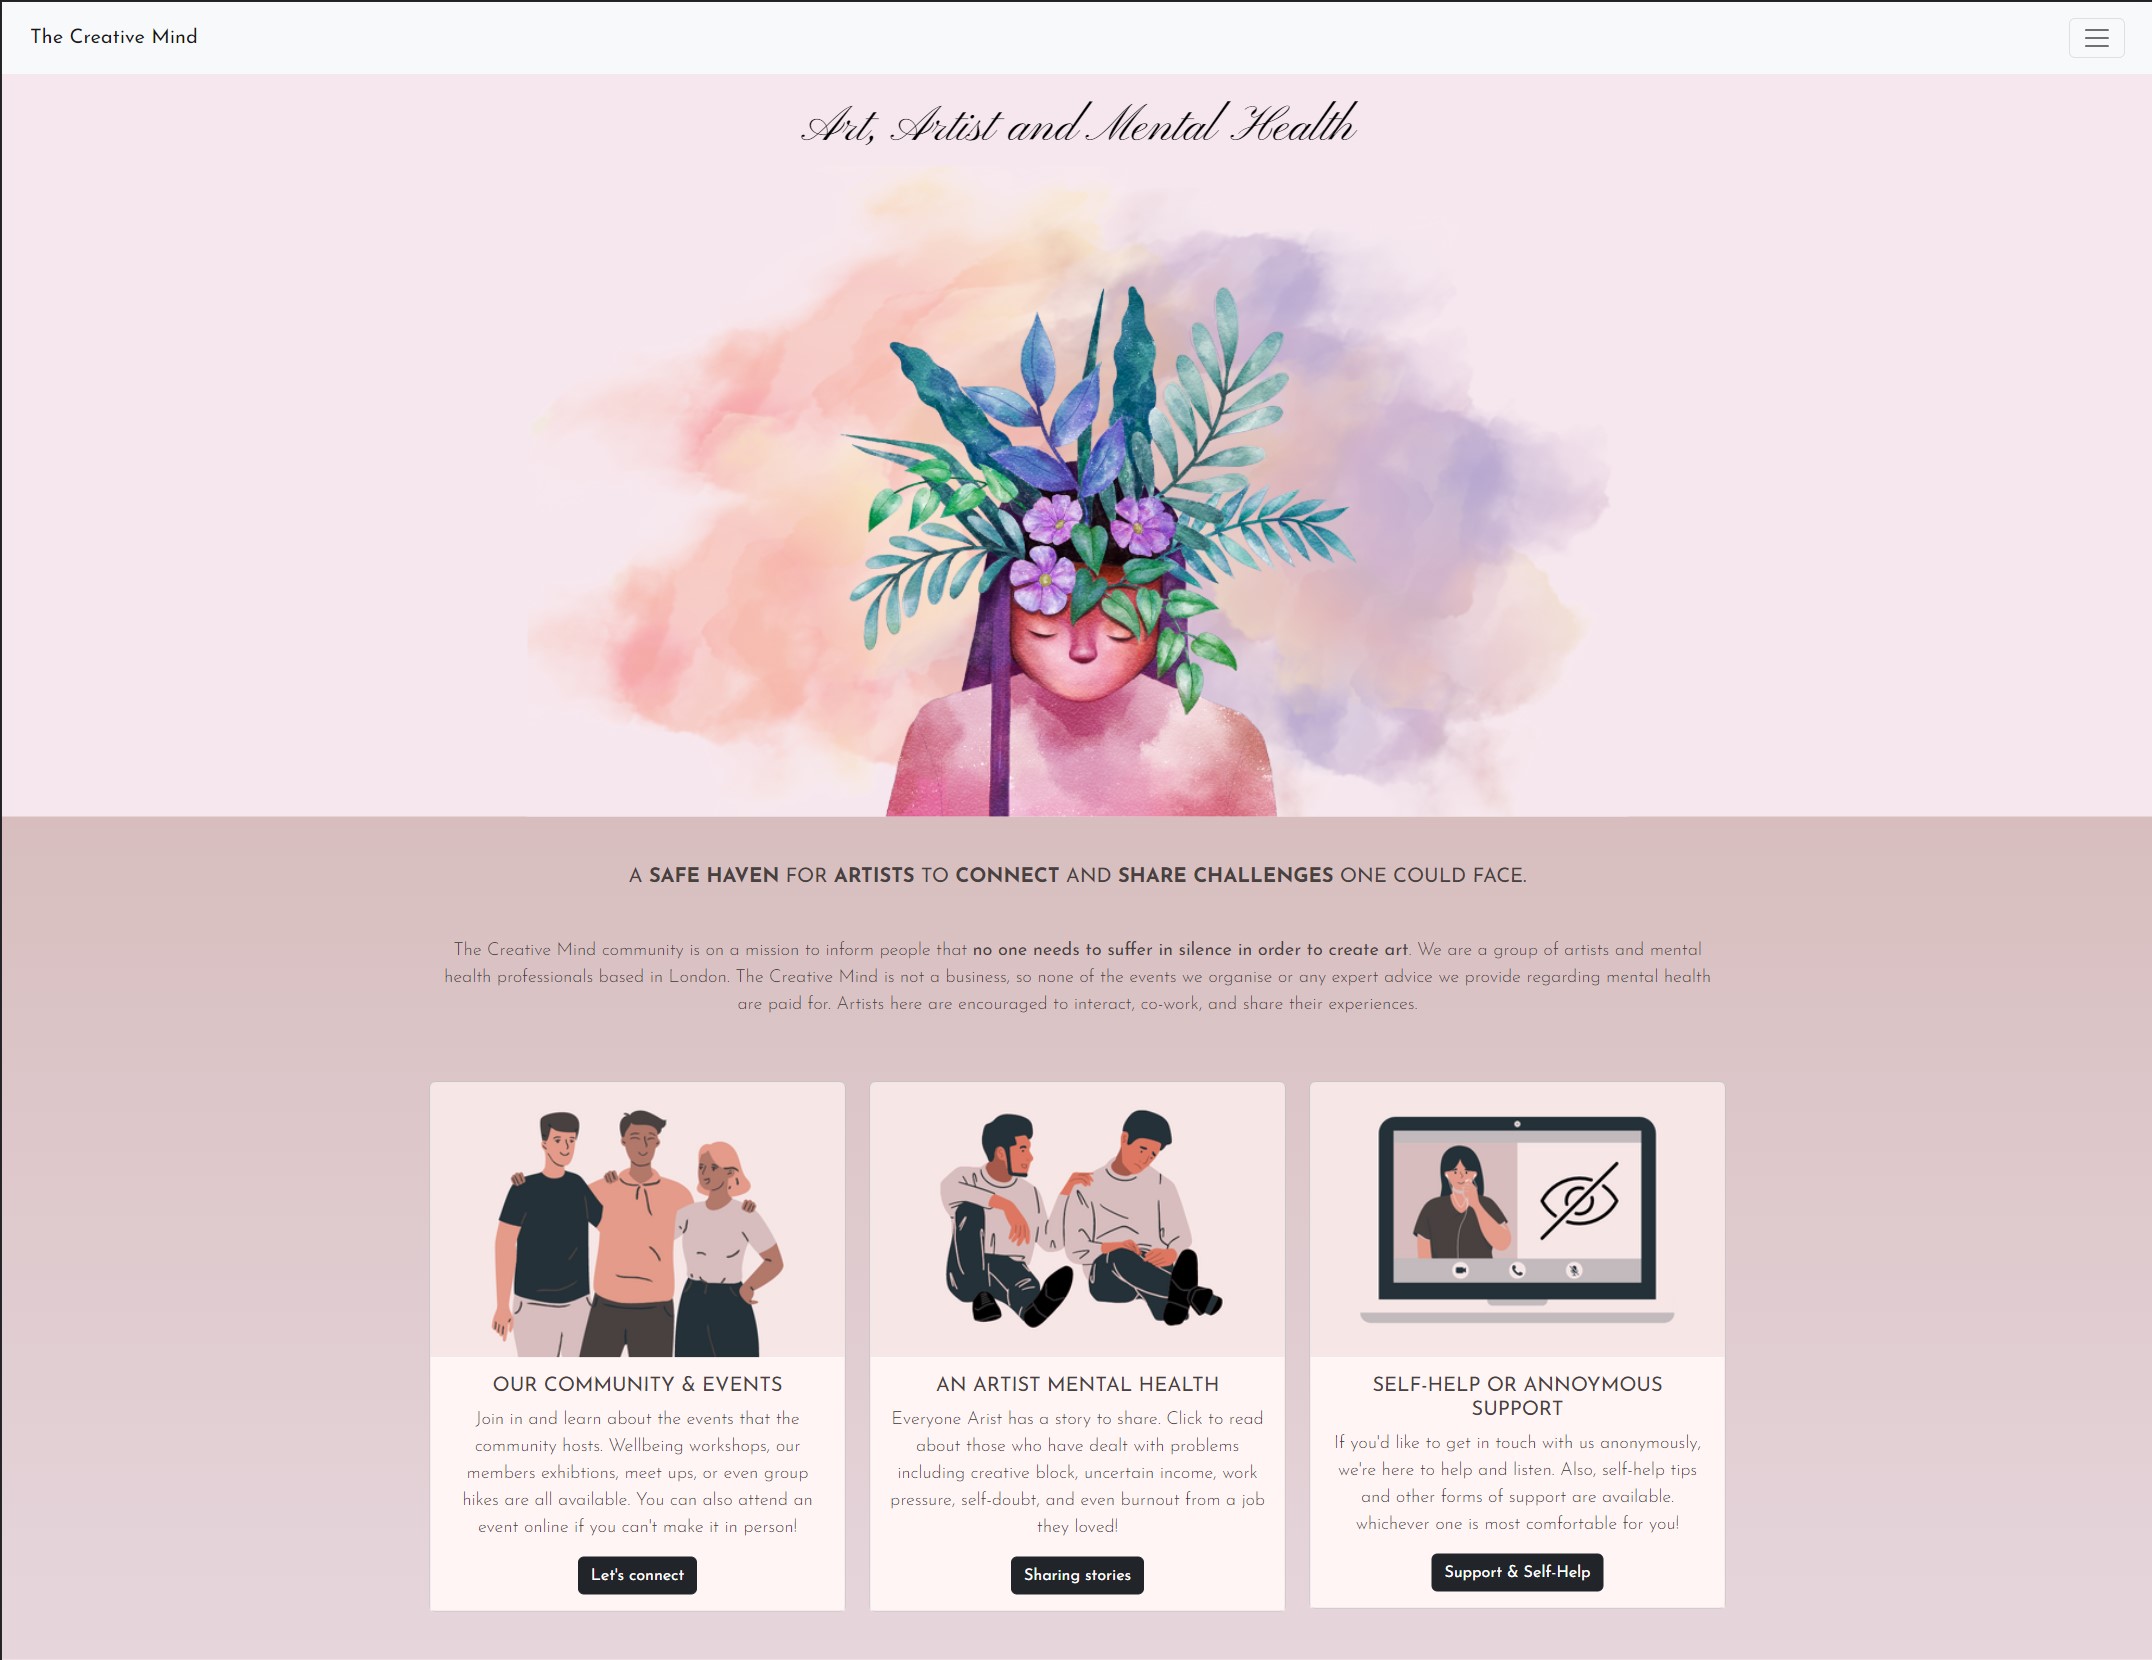 The Creative Mind
Art, Artist and Mental Health
A SAFE HAVEN FOR ARTISTS TO CONNECT AND SHARE CHALLENGES ONE COULD FACE.
The Creative Mind community is on a mission to inform people that no one needs to suffer in silence in order to create art. We are a group of artists and mental
health professionals based in London. The Creative Mind is not a business, so none of the events we organise or any expert advice we provide regarding mental health
are paid for. Artists here are encouraged to interact, co-work, and share their experiences.
OUR COMMUNITY & EVENTS
Join in and learn about the events that the
community hosts. Wellbeing workshops, our
members exhibtions, meet ups, or even group
hikes are all available. You can also attend an
event online if you can't make it in person!
Let's connect
AN ARTIST MENTAL HEALTH
Everyone Arist has a story to share. Click to read
about those who have dealt with problems
including creative block, uncertain income, work
pressure, self-doubt, and even burnout from a job
they loved!
Sharing stories
SELF-HELP OR ANNOYMOUS
SUPPORT
If you'd like to get in touch with us anonymously,
we're here to help and listen. Also, self-help tips
and other forms of support are available.
whichever one is most comfortable for you!
Support & Self-Help